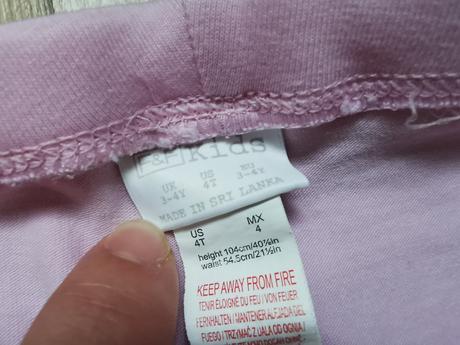 F&F Kids
UK US EU
3-4Y 4T 3-4Y
MADE IN SRI LANKA
US MX
4T 4
height 104cm/40⅞in
waist 54.5cm/21½in
KEEP AWAY FROM FIRE
TENIR ÉLOIGNÉ DU FEU / VON FEUER
FERNHALTEN / MANTENER ALEJADA DEL
FUEGO / TRZYMAĆ Z DALA OD OGNIA /